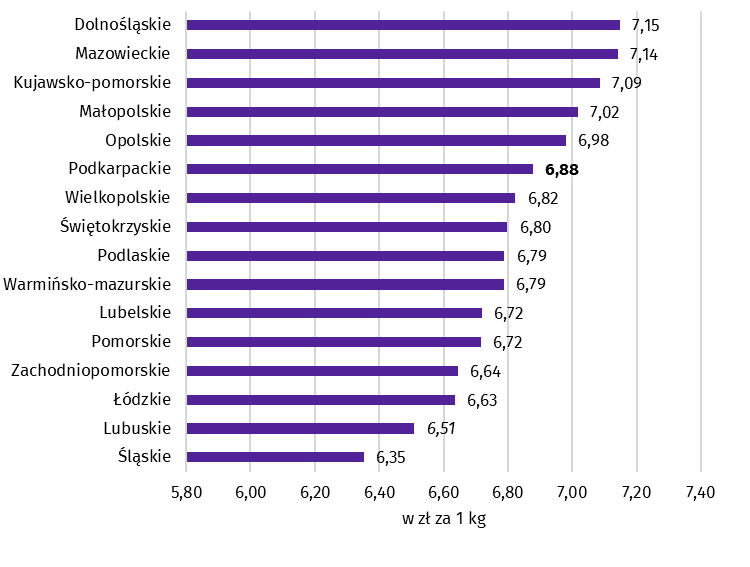 Dolnośląskie 7,15
Mazowieckie 7,14
Kujawsko-pomorskie 7,09
Małopolskie 7,02
Opolskie 6,98
Podkarpackie 6,88
Wielkopolskie 6,82
Świętokrzyskie 6,80
Podlaskie 6,79
Warmińsko-mazurskie 6,79
Lubelskie 6,72
Pomorskie 6,72
Zachodniopomorskie 6,64
Łódzkie 6,63
Lubuskie 6,51
Śląskie 6,35
5,80 6,00 6,20 6,40 6,60 6,80 7,00 7,20 7,40
w zł za 1 kg